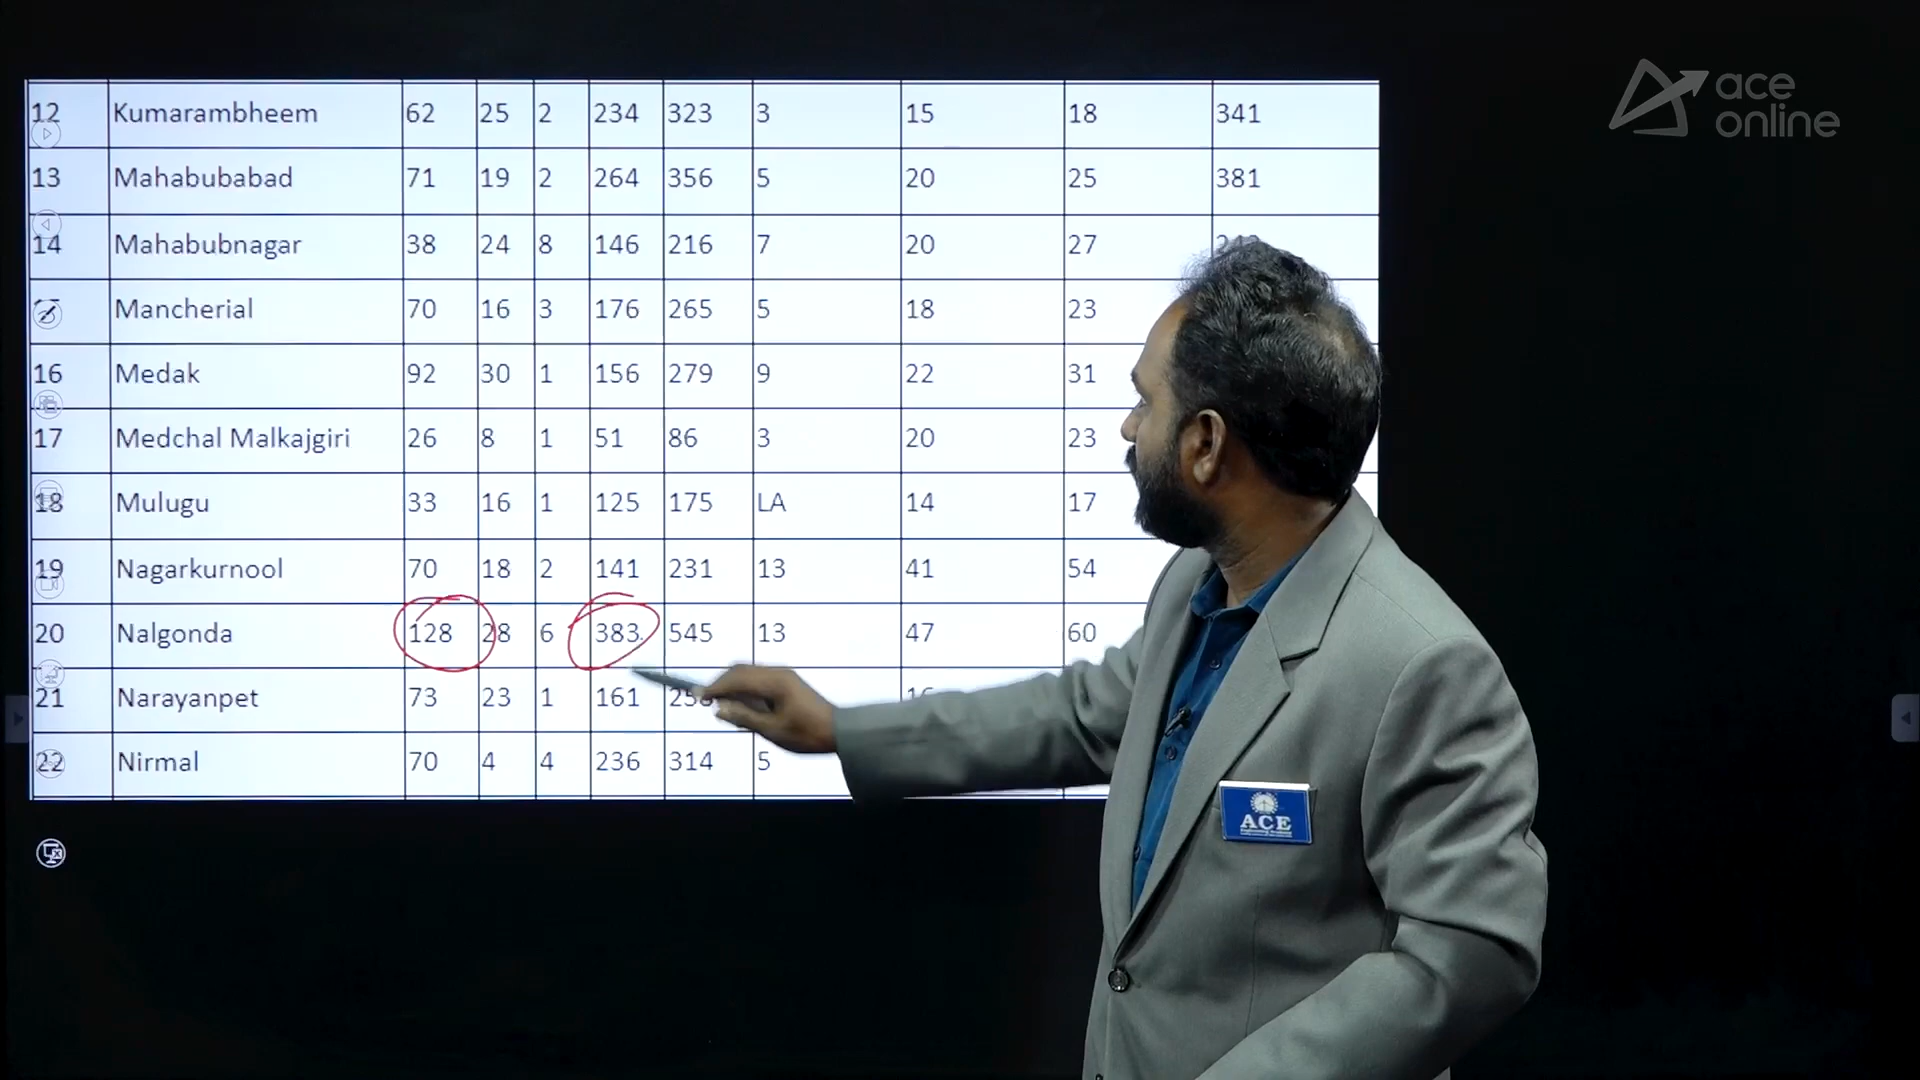 ace
online
12 Kumarambheem 62 25 2 234 323 3 15 18 341
13 Mahabubabad 71 19 2 264 356 5 20 25 381
14 Mahabubnagar 38 24 8 146 216 7 20 27
Mancherial 70 16 3 176 265 5 18 23
16 Medak 92 30 1 156 279 9 22 31
17 Medchal Malkajgiri 26 8 1 51 86 3 20 23
18 Mulugu 33 16 1 125 175 LA 14 17
19 Nagarkurnool 70 18 2 141 231 13 41 54
20 Nalgonda 128 28 6 383 545 13 47 60
21 Narayanpet 73 23 1 161
22 Nirmal 70 4 4 236 314 5
ACE